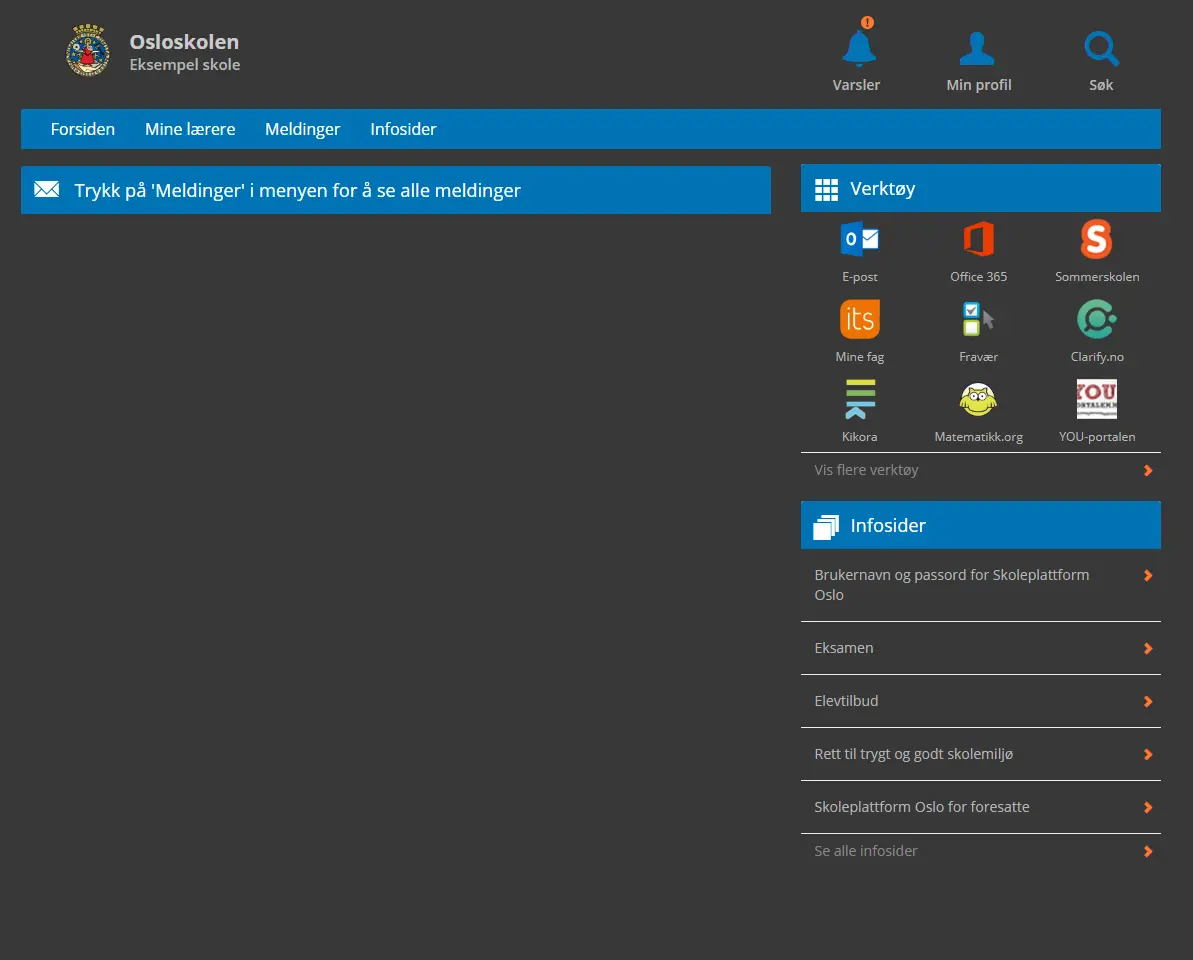 Osloskolen
Eksempel skole
!
Varsler
Min profil
Søk
Forsiden
Mine lærere
Meldinger
Infosider
Trykk på 'Meldinger' i menyen for å se alle meldinger
Verktøy
O
S
E-post
Office 365
Sommerskolen
its
Mine fag
Fravær
Clarify.no
YOU
Kikora
Matematikk.org
YOU-portalen
Vis flere verktøy
Infosider
Brukernavn og passord for Skoleplattform
Oslo
Eksamen
Elevtilbud
Rett til trygt og godt skolemiljø
Skoleplattform Oslo for foresatte
Se alle infosider